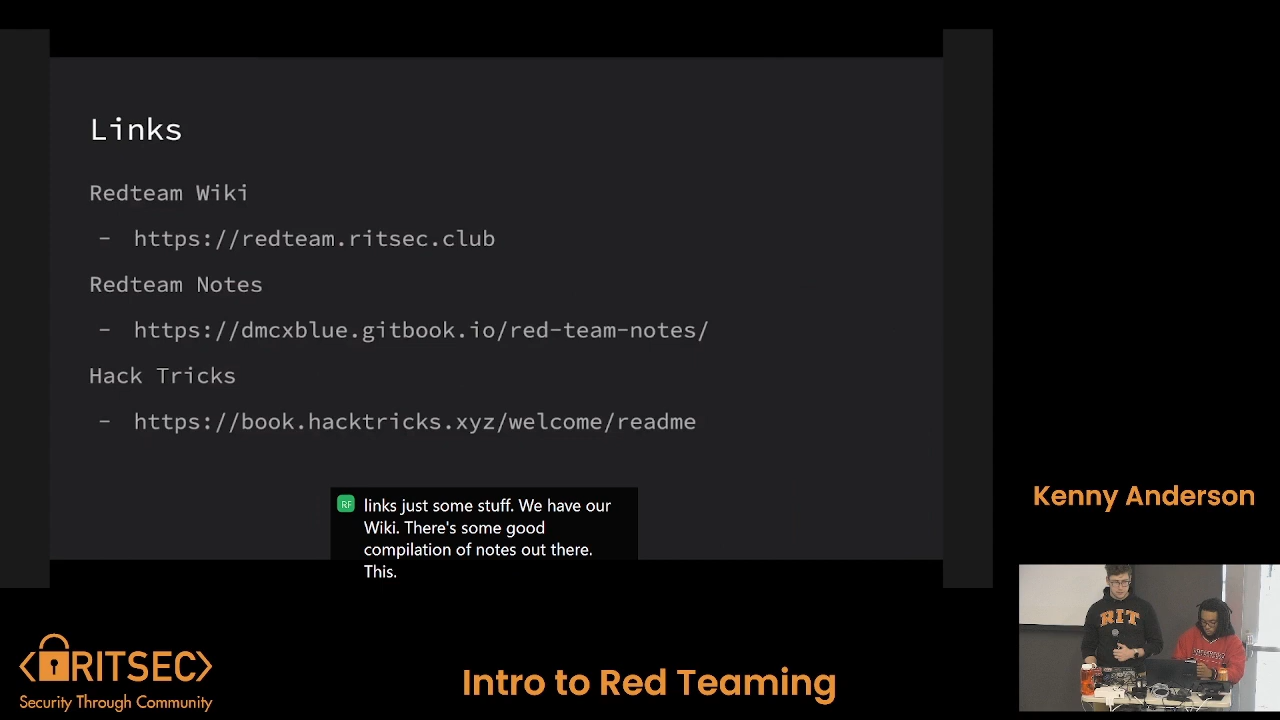 Links
Redteam Wiki
- https://redteam.ritsec.club
Redteam Notes
- https://dmcxblue.gitbook.io/red-team-notes/
Hack Tricks
- https://book.hacktricks.xyz/welcome/readme
RF
links just some stuff. We have our
Wiki. There's some good
compilation of notes out there.
This.
Kenny Anderson
RIT
<RITSEC>
Security Through Community
Intro to Red Teaming